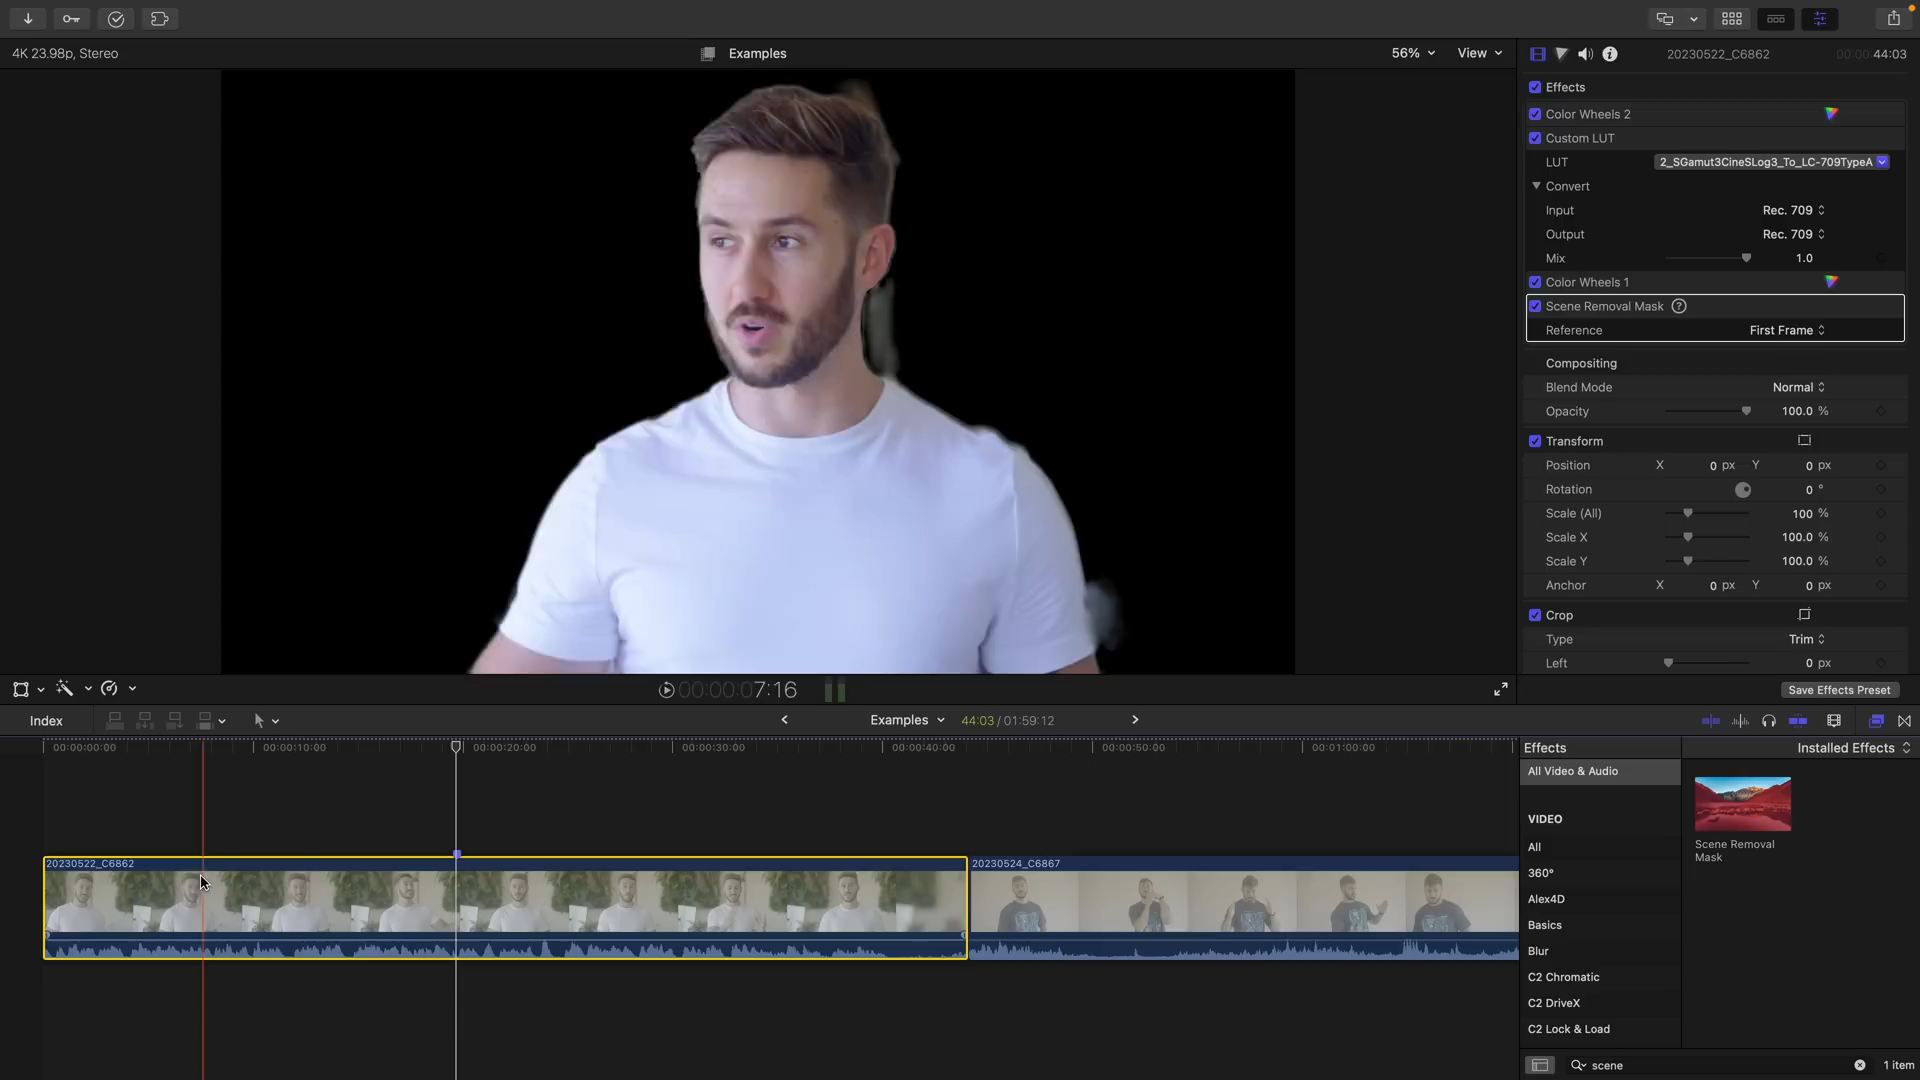 4K 23.98p, Stereo
Examples
56%
View
20230522_C6862
00:00:44:03
Effects
Color Wheels 2
Custom LUT
LUT
2_SGamut3CineSLog3_To_LC-709TypeA
Convert
Input
Rec. 709
Output
Rec. 709
Mix
1.0
Color Wheels 1
Scene Removal Mask ?
Reference
First Frame
Compositing
Blend Mode
Normal
Opacity
100.0 %
Transform
Position X 0 px Y 0 px
Rotation
0 °
Scale (All)
100 %
Scale X
100.0 %
Scale Y
100.0 %
Anchor X 0 px Y 0 px
Crop
Type
Trim
Left
0 px
00:00:07:16
Save Effects Preset
Index
Examples
44:03 / 01:59:12
00:00:00:00
00:00:10:00
00:00:20:00
00:00:30:00
00:00:40:00
00:00:50:00
00:01:00:00
20230522_C6862
20230524_C6867
Effects
Installed Effects
All Video & Audio
VIDEO
All
360°
Alex4D
Basics
Blur
C2 Chromatic
C2 DriveX
C2 Lock & Load
Scene Removal
Mask
scene
1 item